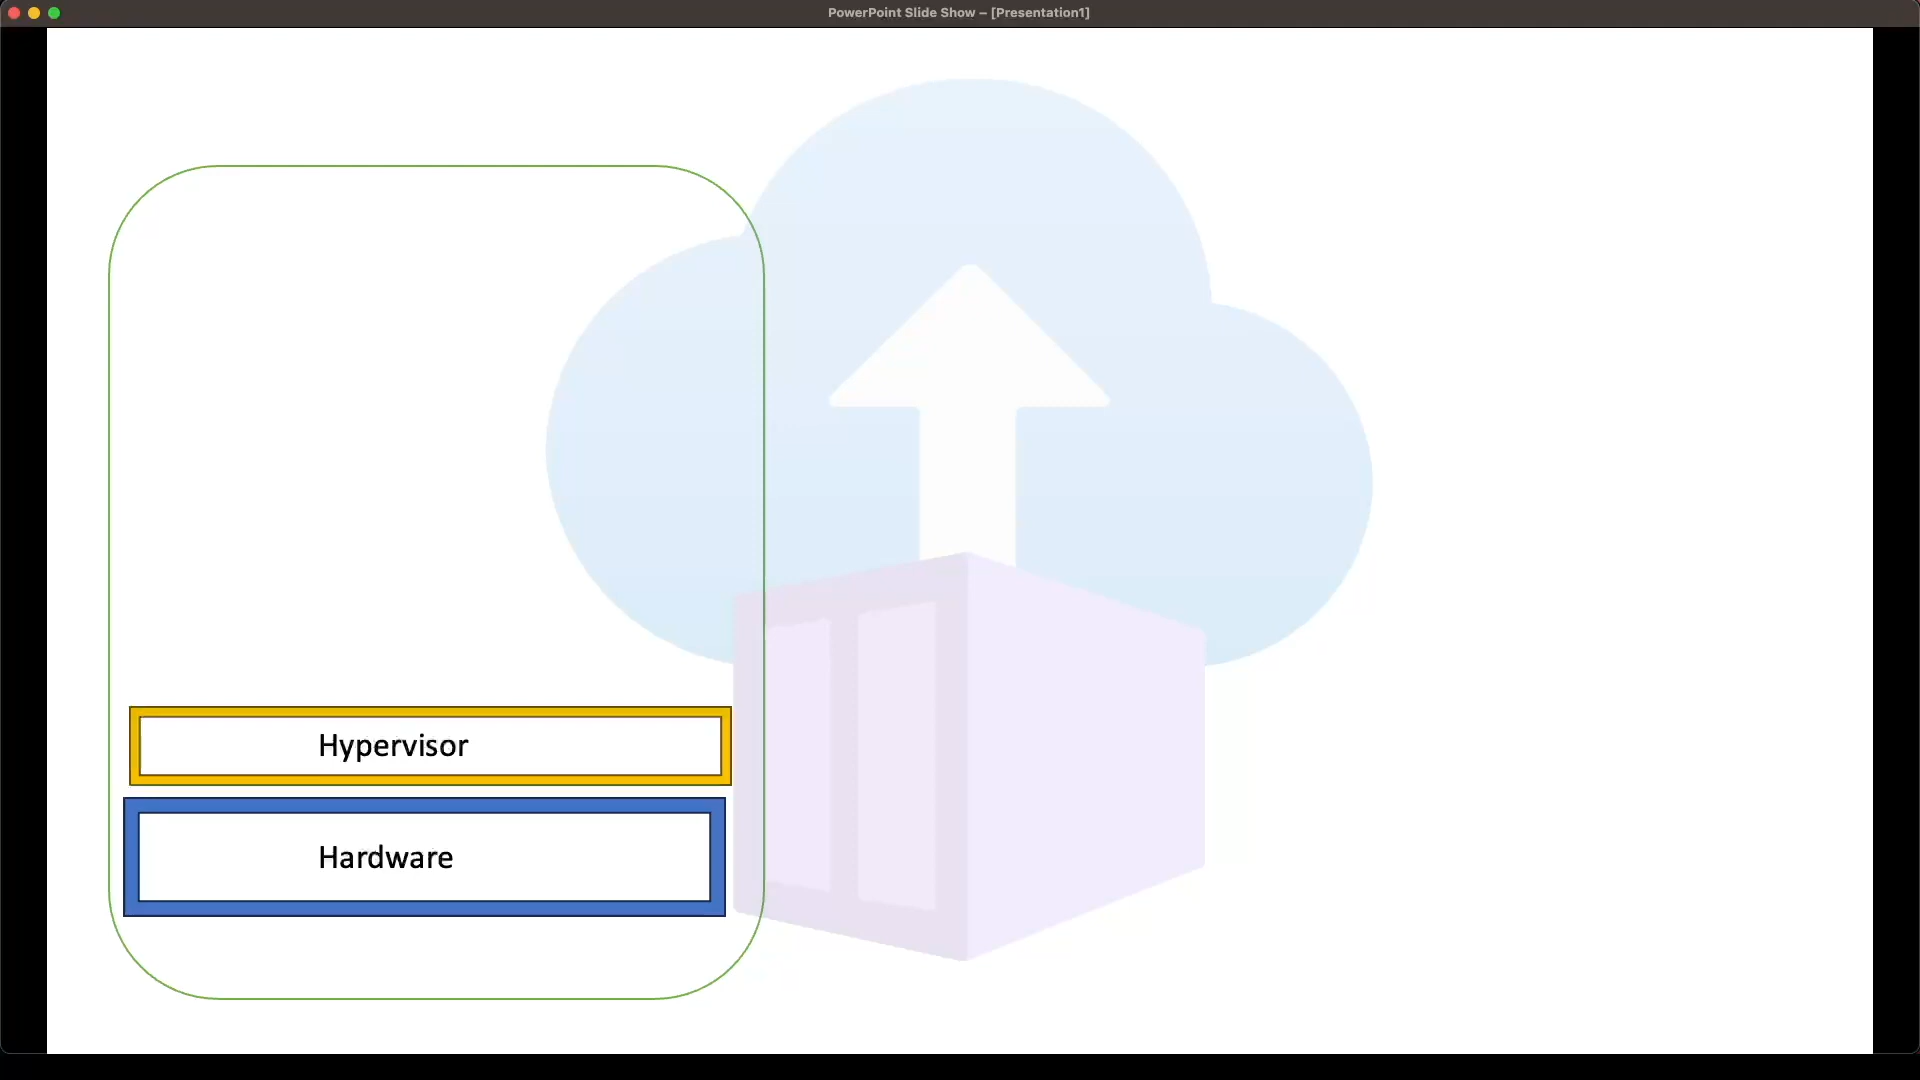 PowerPoint Slide Show – [Presentation1]
Hypervisor
Hardware